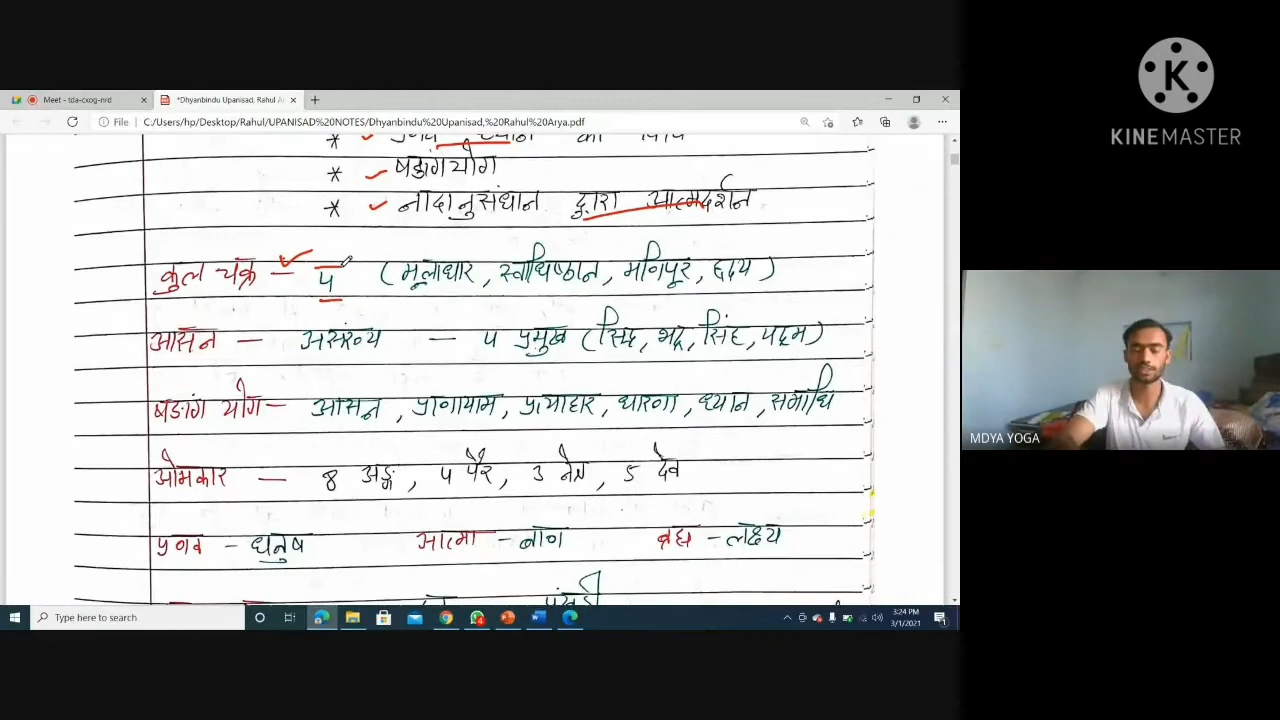 Meet - tda-cxog-nrd
*Dhyanbindu Upanisad, Rahul Ar
File C:/Users/hp/Desktop/Rahul/UPANISAD%20NOTES/Dhyanbindu%20Upanisad,%20Rahul%20Arya.pdf
* षडांगयोग
* नादानुसंधान द्वारा आत्मदर्शन
कुल चक्र – 4 (मूलाधार, स्वाधिष्ठान, मणिपूर, हृदय)
आसन – असंख्य – 4 प्रमुख (सिद्ध, भद्र, सिंह, पदम)
षडांग योग – आसन, प्राणायाम, प्रत्याहार, धारणा, ध्यान, समाधि
ओमकार – 8 अङ्ग, 4 पैर, 3 नेत्र, 5 देव
प्रणव – धनुष आत्मा – बाण ब्रह्म – लक्ष्य
Type here to search
3:24 PM
3/1/2021
K
KINEMASTER
MDYA YOGA